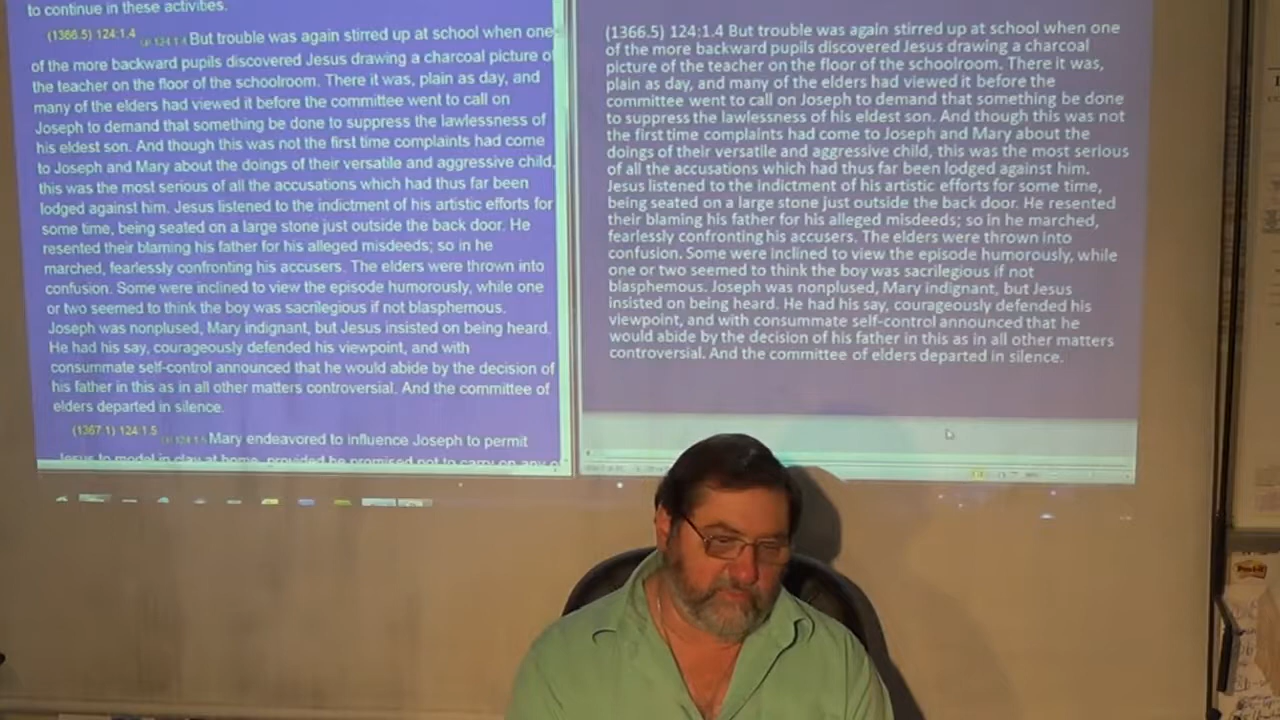 to continue in these activities.
(1366.5) 124:1.4 But trouble was again stirred up at school when one
of the more backward pupils discovered Jesus drawing a charcoal picture of
the teacher on the floor of the schoolroom. There it was, plain as day, and
many of the elders had viewed it before the committee went to call on
Joseph to demand that something be done to suppress the lawlessness of
his eldest son. And though this was not the first time complaints had come
to Joseph and Mary about the doings of their versatile and aggressive child,
this was the most serious of all the accusations which had thus far been
lodged against him. Jesus listened to the indictment of his artistic efforts for
some time, being seated on a large stone just outside the back door. He
resented their blaming his father for his alleged misdeeds; so in he
marched, fearlessly confronting his accusers. The elders were thrown into
confusion. Some were inclined to view the episode humorously, while one
or two seemed to think the boy was sacrilegious if not blasphemous.
Joseph was nonplused, Mary indignant, but Jesus insisted on being heard.
He had his say, courageously defended his viewpoint, and with
consummate self-control announced that he would abide by the decision of
his father in this as in all other matters controversial. And the committee of
elders departed in silence.
(1367.1) 124:1.5 Mary endeavored to influence Joseph to permit
Jesus to model in clay at home, provided he promised not to carry on any of
(1366.5) 124:1.4 But trouble was again stirred up at school when one
of the more backward pupils discovered Jesus drawing a charcoal
picture of the teacher on the floor of the schoolroom. There it was,
plain as day, and many of the elders had viewed it before the
committee went to call on Joseph to demand that something be done
to suppress the lawlessness of his eldest son. And though this was not
the first time complaints had come to Joseph and Mary about the
doings of their versatile and aggressive child, this was the most serious
of all the accusations which had thus far been lodged against him.
Jesus listened to the indictment of his artistic efforts for some time,
being seated on a large stone just outside the back door. He resented
their blaming his father for his alleged misdeeds; so in he marched,
fearlessly confronting his accusers. The elders were thrown into
confusion. Some were inclined to view the episode humorously, while
one or two seemed to think the boy was sacrilegious if not
blasphemous. Joseph was nonplused, Mary indignant, but Jesus
insisted on being heard. He had his say, courageously defended his
viewpoint, and with consummate self-control announced that he
would abide by the decision of his father in this as in all other matters
controversial. And the committee of elders departed in silence.
Post-it